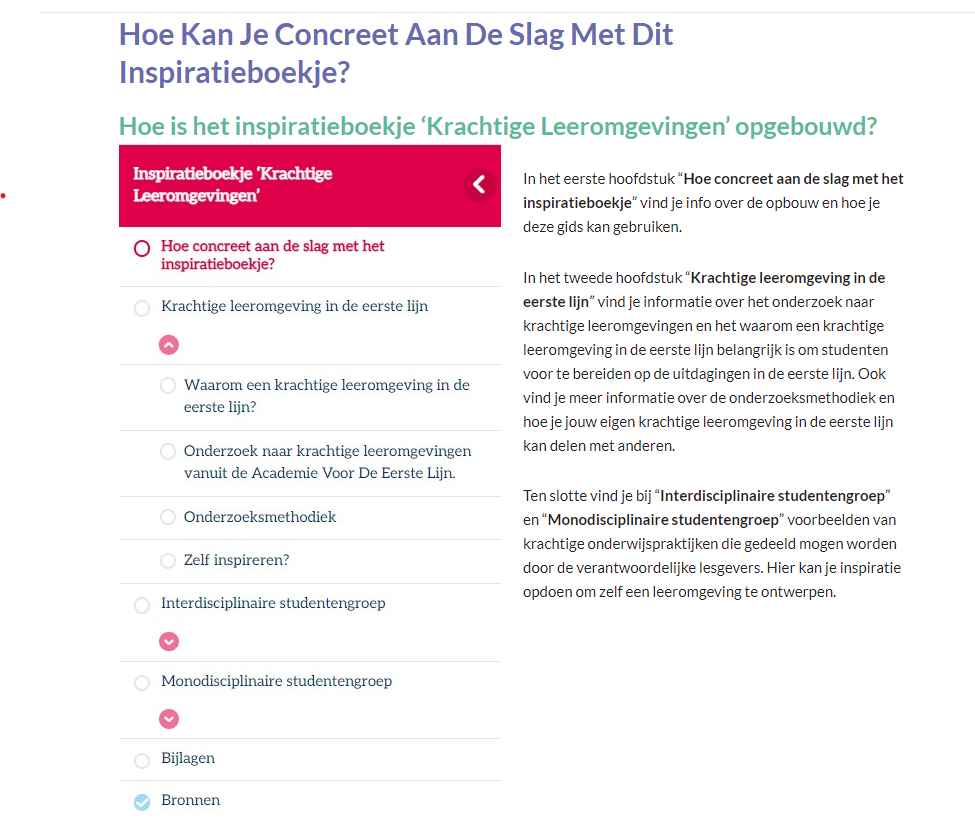 Hoe Kan Je Concreet Aan De Slag Met Dit
Inspiratieboekje?
Hoe is het inspiratieboekje ‘Krachtige Leeromgevingen’ opgebouwd?
Inspiratieboekje ‘Krachtige
Leeromgevingen’
Hoe concreet aan de slag met het
inspiratieboekje?
Krachtige leeromgeving in de eerste lijn
Waarom een krachtige leeromgeving in de
eerste lijn?
Onderzoek naar krachtige leeromgevingen
vanuit de Academie Voor De Eerste Lijn.
Onderzoeksmethodiek
Zelf inspireren?
Interdisciplinaire studentengroep
Monodisciplinaire studentengroep
Bijlagen
Bronnen
In het eerste hoofdstuk “Hoe concreet aan de slag met het
inspiratieboekje” vind je info over de opbouw en hoe je
deze gids kan gebruiken.
In het tweede hoofdstuk “Krachtige leeromgeving in de
eerste lijn” vind je informatie over het onderzoek naar
krachtige leeromgevingen en het waarom een krachtige
leeromgeving in de eerste lijn belangrijk is om studenten
voor te bereiden op de uitdagingen in de eerste lijn. Ook
vind je meer informatie over de onderzoeksmethodiek en
hoe je jouw eigen krachtige leeromgeving in de eerste lijn
kan delen met anderen.
Ten slotte vind je bij “Interdisciplinaire studentengroep”
en “Monodisciplinaire studentengroep” voorbeelden van
krachtige onderwijspraktijken die gedeeld mogen worden
door de verantwoordelijke lesgevers. Hier kan je inspiratie
opdoen om zelf een leeromgeving te ontwerpen.